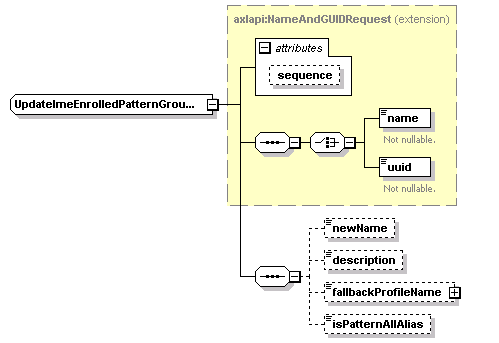 axlapi:NameAndGUIDRequest (extension)
attributes
sequence
UpdateImeEnrolledPatternGrou...
name
Not nullable.
uuid
Not nullable.
newName
description
fallbackProfileName
isPatternAllAlias